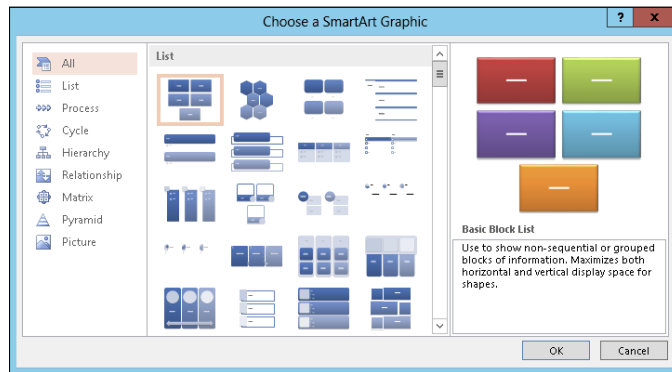 Choose a SmartArt Graphic
?
x
All
List
Process
Cycle
Hierarchy
Relationship
Matrix
Pyramid
Picture
List
Basic Block List
Use to show non-sequential or grouped
blocks of information. Maximizes both
horizontal and vertical display space for
shapes.
OK
Cancel